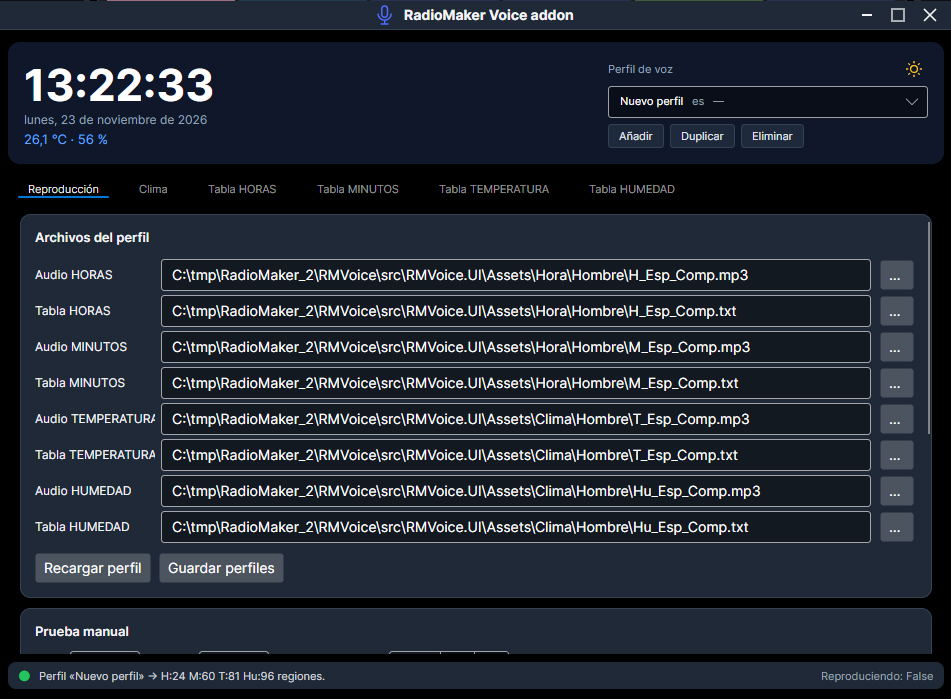 RadioMaker Voice addon
13:22:33
lunes, 23 de noviembre de 2026
26,1 °C · 56 %
Perfil de voz
Nuevo perfil es —
Añadir Duplicar Eliminar
Reproducción Clima Tabla HORAS Tabla MINUTOS Tabla TEMPERATURA Tabla HUMEDAD
Archivos del perfil
Audio HORAS C:\tmp\RadioMaker_2\RMVoice\src\RMVoice.UI\Assets\Hora\Hombre\H_Esp_Comp.mp3 ...
Tabla HORAS C:\tmp\RadioMaker_2\RMVoice\src\RMVoice.UI\Assets\Hora\Hombre\H_Esp_Comp.txt ...
Audio MINUTOS C:\tmp\RadioMaker_2\RMVoice\src\RMVoice.UI\Assets\Hora\Hombre\M_Esp_Comp.mp3 ...
Tabla MINUTOS C:\tmp\RadioMaker_2\RMVoice\src\RMVoice.UI\Assets\Hora\Hombre\M_Esp_Comp.txt ...
Audio TEMPERATURA C:\tmp\RadioMaker_2\RMVoice\src\RMVoice.UI\Assets\Clima\Hombre\T_Esp_Comp.mp3 ...
Tabla TEMPERATURA C:\tmp\RadioMaker_2\RMVoice\src\RMVoice.UI\Assets\Clima\Hombre\T_Esp_Comp.txt ...
Audio HUMEDAD C:\tmp\RadioMaker_2\RMVoice\src\RMVoice.UI\Assets\Clima\Hombre\Hu_Esp_Comp.mp3 ...
Tabla HUMEDAD C:\tmp\RadioMaker_2\RMVoice\src\RMVoice.UI\Assets\Clima\Hombre\Hu_Esp_Comp.txt ...
Recargar perfil Guardar perfiles
Prueba manual
Perfil «Nuevo perfil» → H:24 M:60 T:81 Hu:96 regiones. Reproduciendo: False